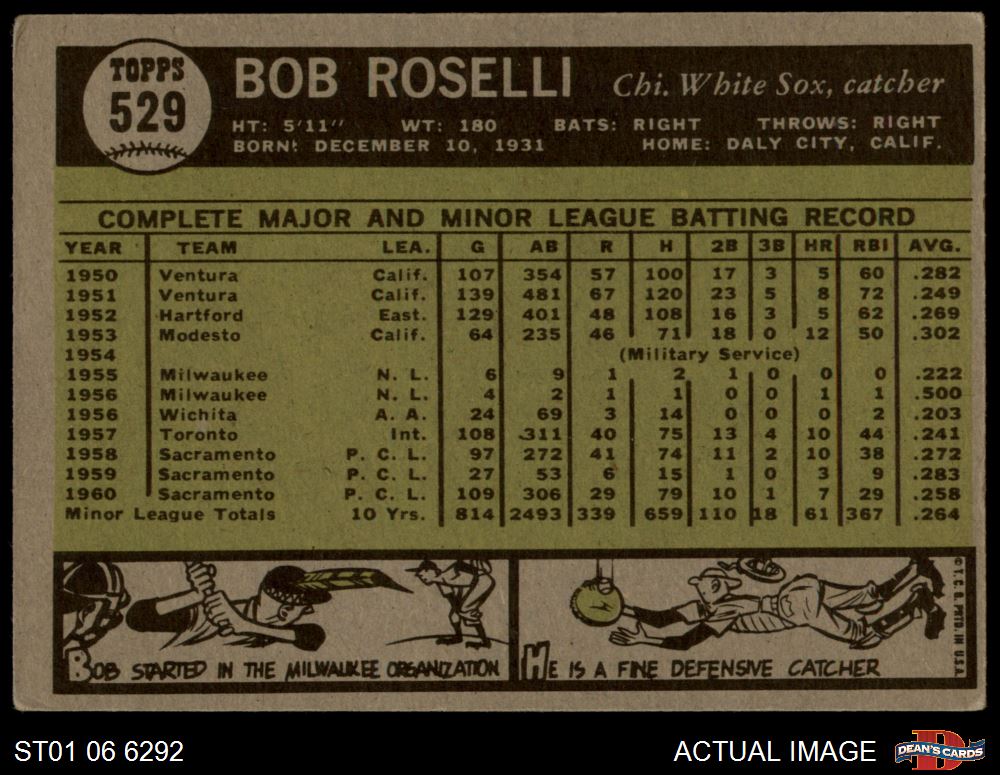 TOPPS
529
BOB ROSELLI Chi. White Sox, catcher
HT: 5'11" WT: 180 BATS: RIGHT THROWS: RIGHT
BORN: DECEMBER 10, 1931 HOME: DALY CITY, CALIF.
COMPLETE MAJOR AND MINOR LEAGUE BATTING RECORD
YEAR TEAM LEA. G AB R H 2B 3B HR RBI AVG.
1950 Ventura Calif. 107 354 57 100 17 3 5 60 .282
1951 Ventura Calif. 139 481 67 120 23 5 8 72 .249
1952 Hartford East. 129 401 48 108 16 3 5 62 .269
1953 Modesto Calif. 64 235 46 71 18 0 12 50 .302
1954 (Military Service)
1955 Milwaukee N. L. 6 9 1 2 1 0 0 0 .222
1956 Milwaukee N. L. 4 2 1 1 0 0 1 1 .500
1956 Wichita A. A. 24 69 3 14 0 0 0 2 .203
1957 Toronto Int. 108 311 40 75 13 4 10 44 .241
1958 Sacramento P. C. L. 97 272 41 74 11 2 10 38 .272
1959 Sacramento P. C. L. 27 53 6 15 1 0 3 9 .283
1960 Sacramento P. C. L. 109 306 29 79 10 1 7 29 .258
Minor League Totals 10 Yrs. 814 2493 339 659 110 18 61 367 .264
BOB STARTED IN THE MILWAUKEE ORGANIZATION
HE IS A FINE DEFENSIVE CATCHER
© T. C. G. PRTD. IN U.S.A.
ST01 06 6292 ACTUAL IMAGE DEAN'S CARDS